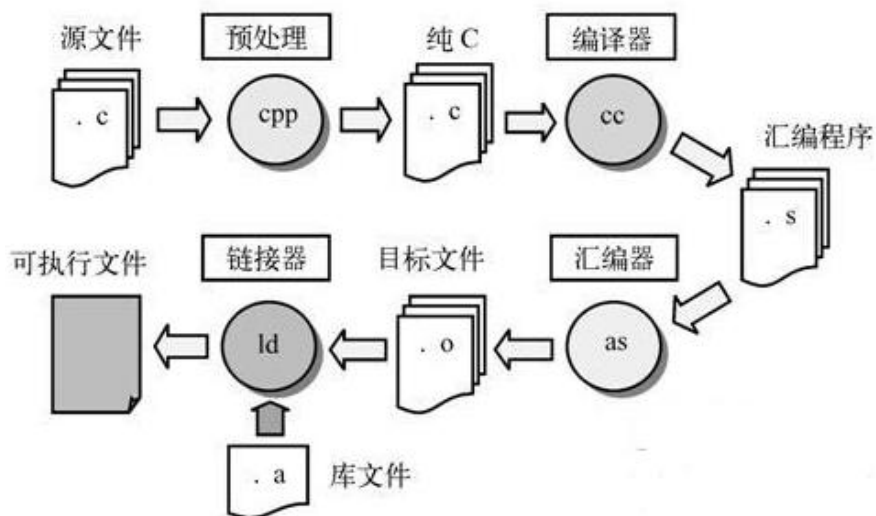 源文件
预处理
纯 C
编译器
. c
cpp
. c
cc
汇编程序
. s
可执行文件
链接器
目标文件
汇编器
ld
. o
as
. a
库文件